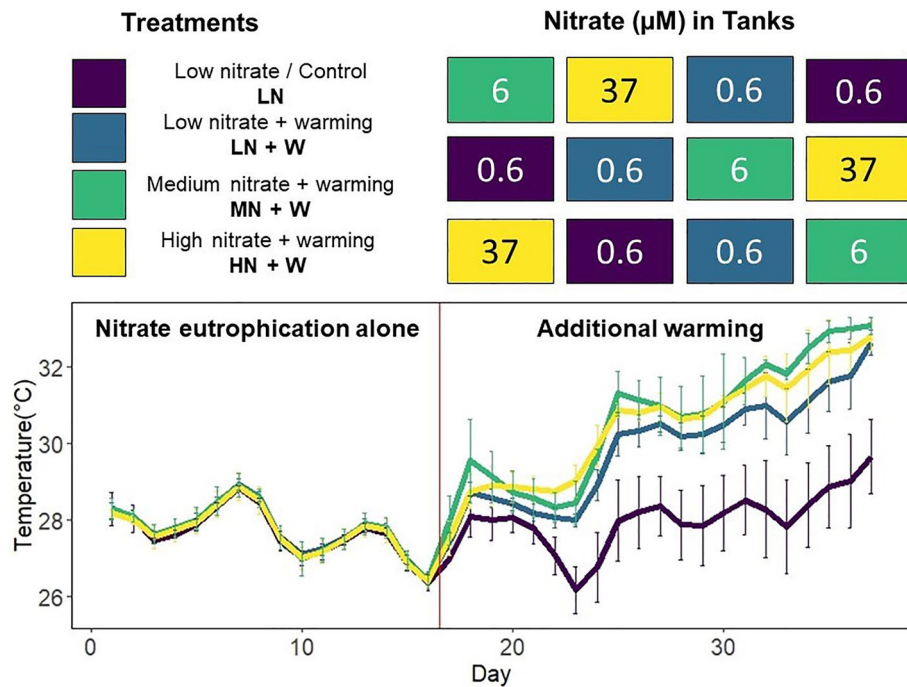 Treatments
Low nitrate / Control
LN
Low nitrate + warming
LN + W
Medium nitrate + warming
MN + W
High nitrate + warming
HN + W
Nitrate (µM) in Tanks
6 37 0.6 0.6
0.6 0.6 6 37
37 0.6 0.6 6
Nitrate eutrophication alone
Additional warming
Temperature(°C)
32
30
28
26
0 10 20 30
Day